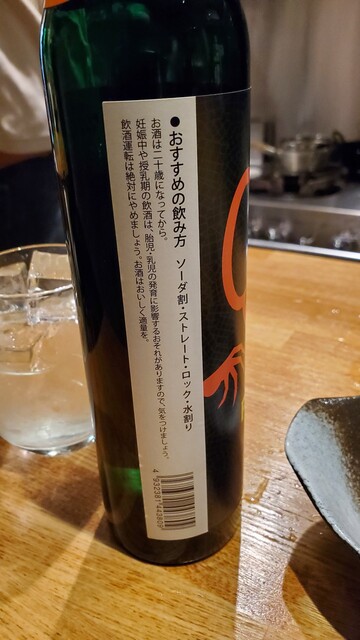 ●おすすめの飲み方 ソーダ割・ストレート・ロック・水割り
お酒は二十歳になってから。
妊娠中や授乳期の飲酒は、胎児・乳児の発育に影響するおそれがありますので、気をつけましょう。
飲酒運転は絶対にやめましょう。お酒はおいしく適量を。